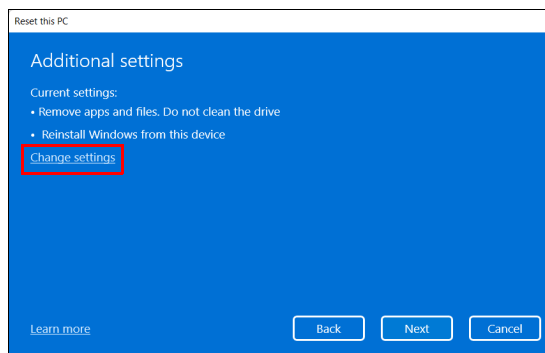 Reset this PC
Additional settings
Current settings:
• Remove apps and files. Do not clean the drive
• Reinstall Windows from this device
Change settings
Learn more
Back
Next
Cancel